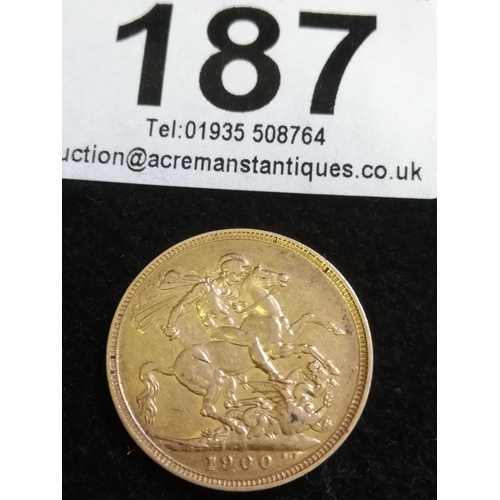 187
Tel:01935 508764
uction@acremanstantiques.co.uk
1900